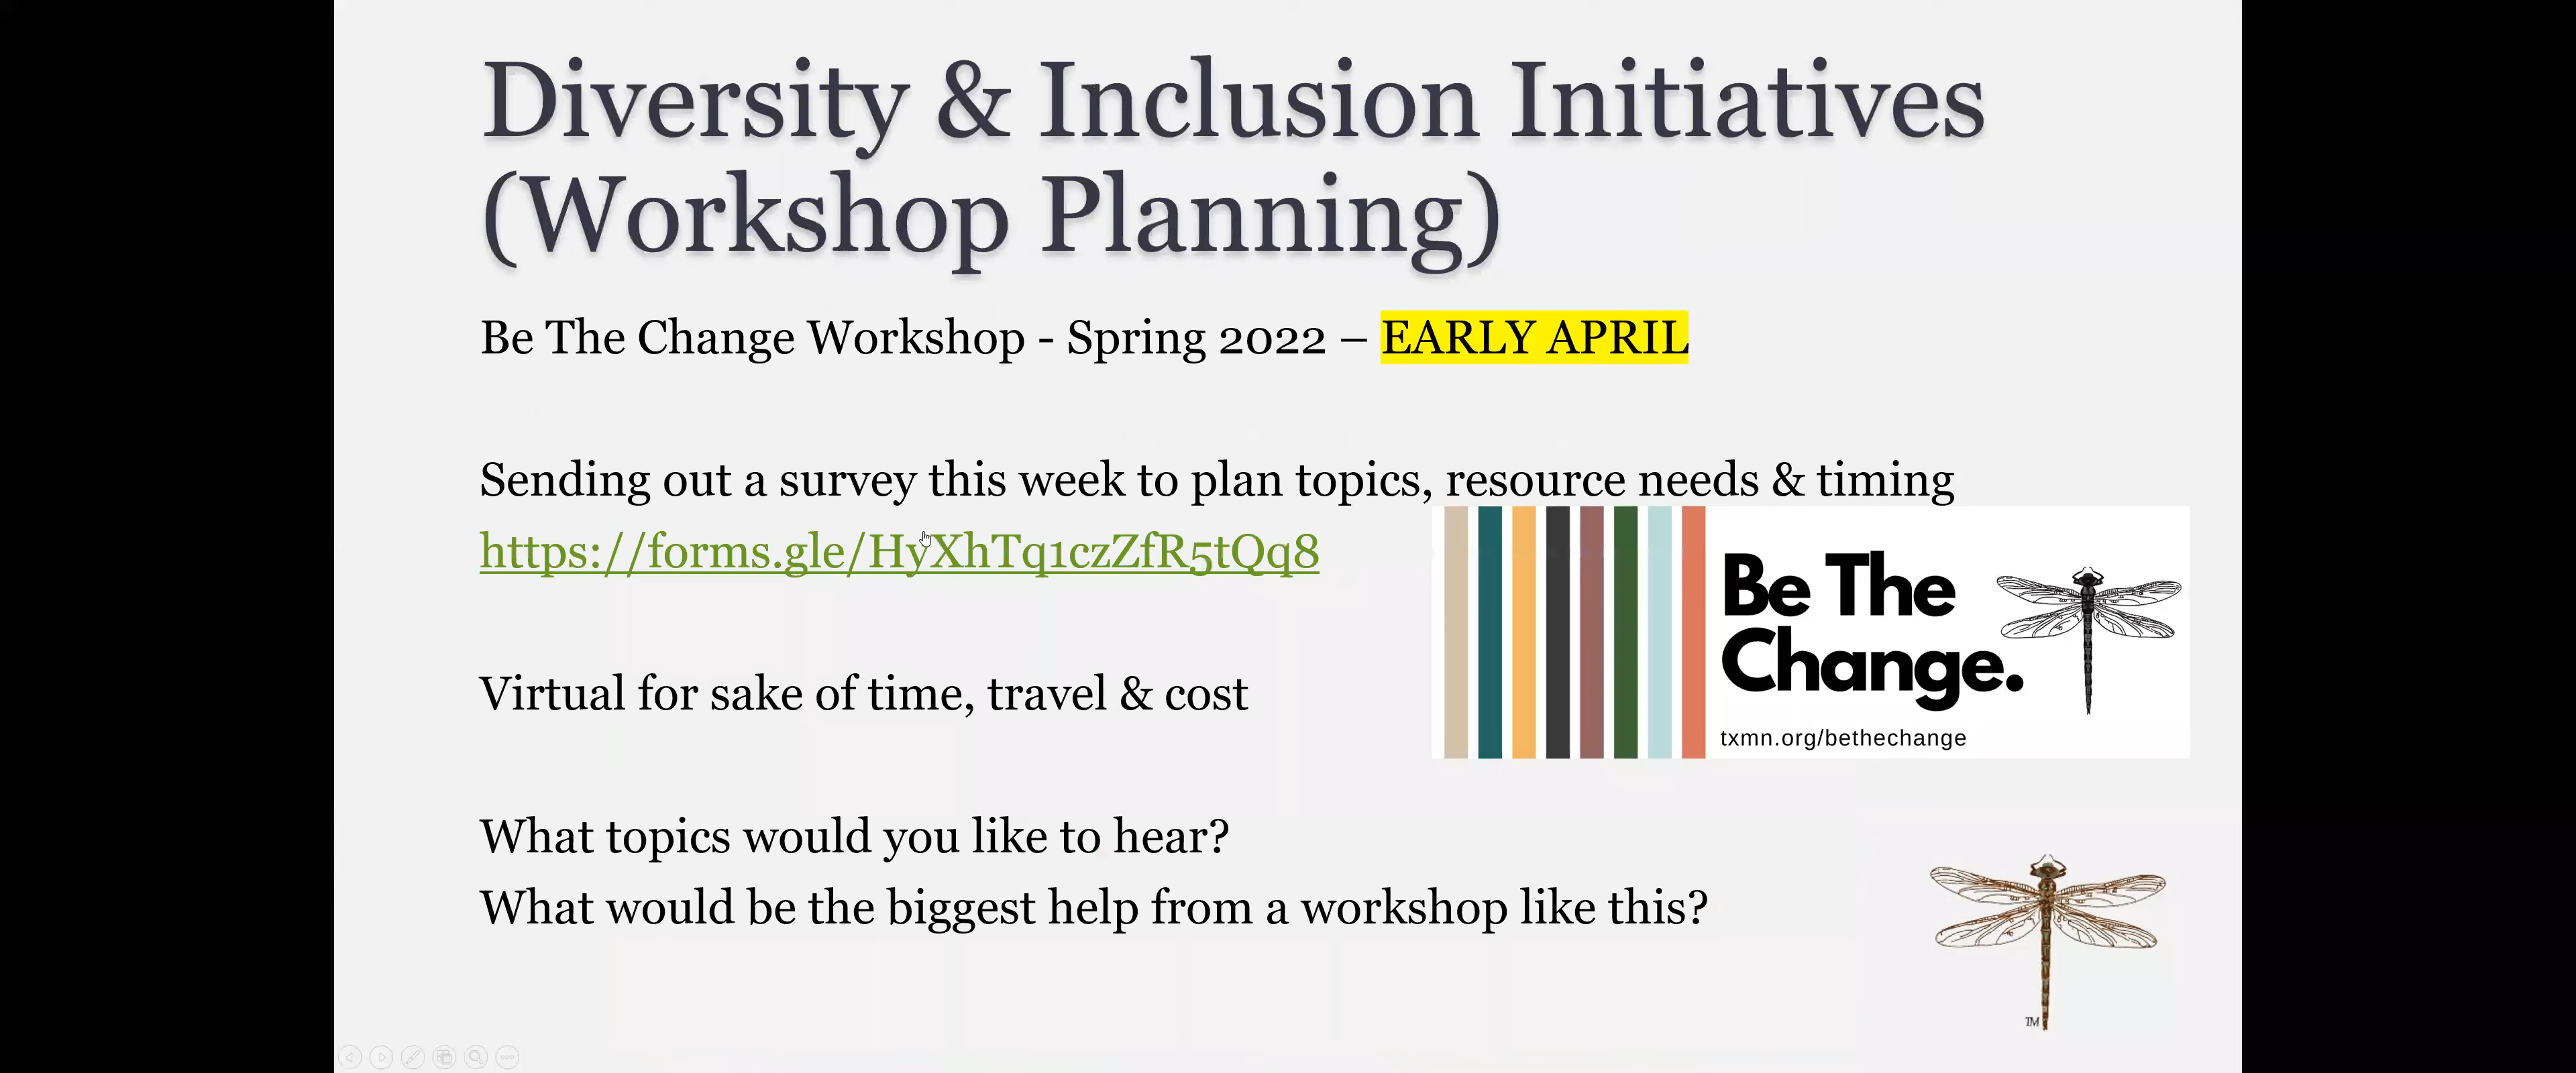 Diversity & Inclusion Initiatives
(Workshop Planning)
Be The Change Workshop - Spring 2022 – EARLY APRIL
Sending out a survey this week to plan topics, resource needs & timing
https://forms.gle/HyXhTq1czZfR5tQq8
Be The
Change.
txmn.org/bethechange
Virtual for sake of time, travel & cost
What topics would you like to hear?
What would be the biggest help from a workshop like this?
TM